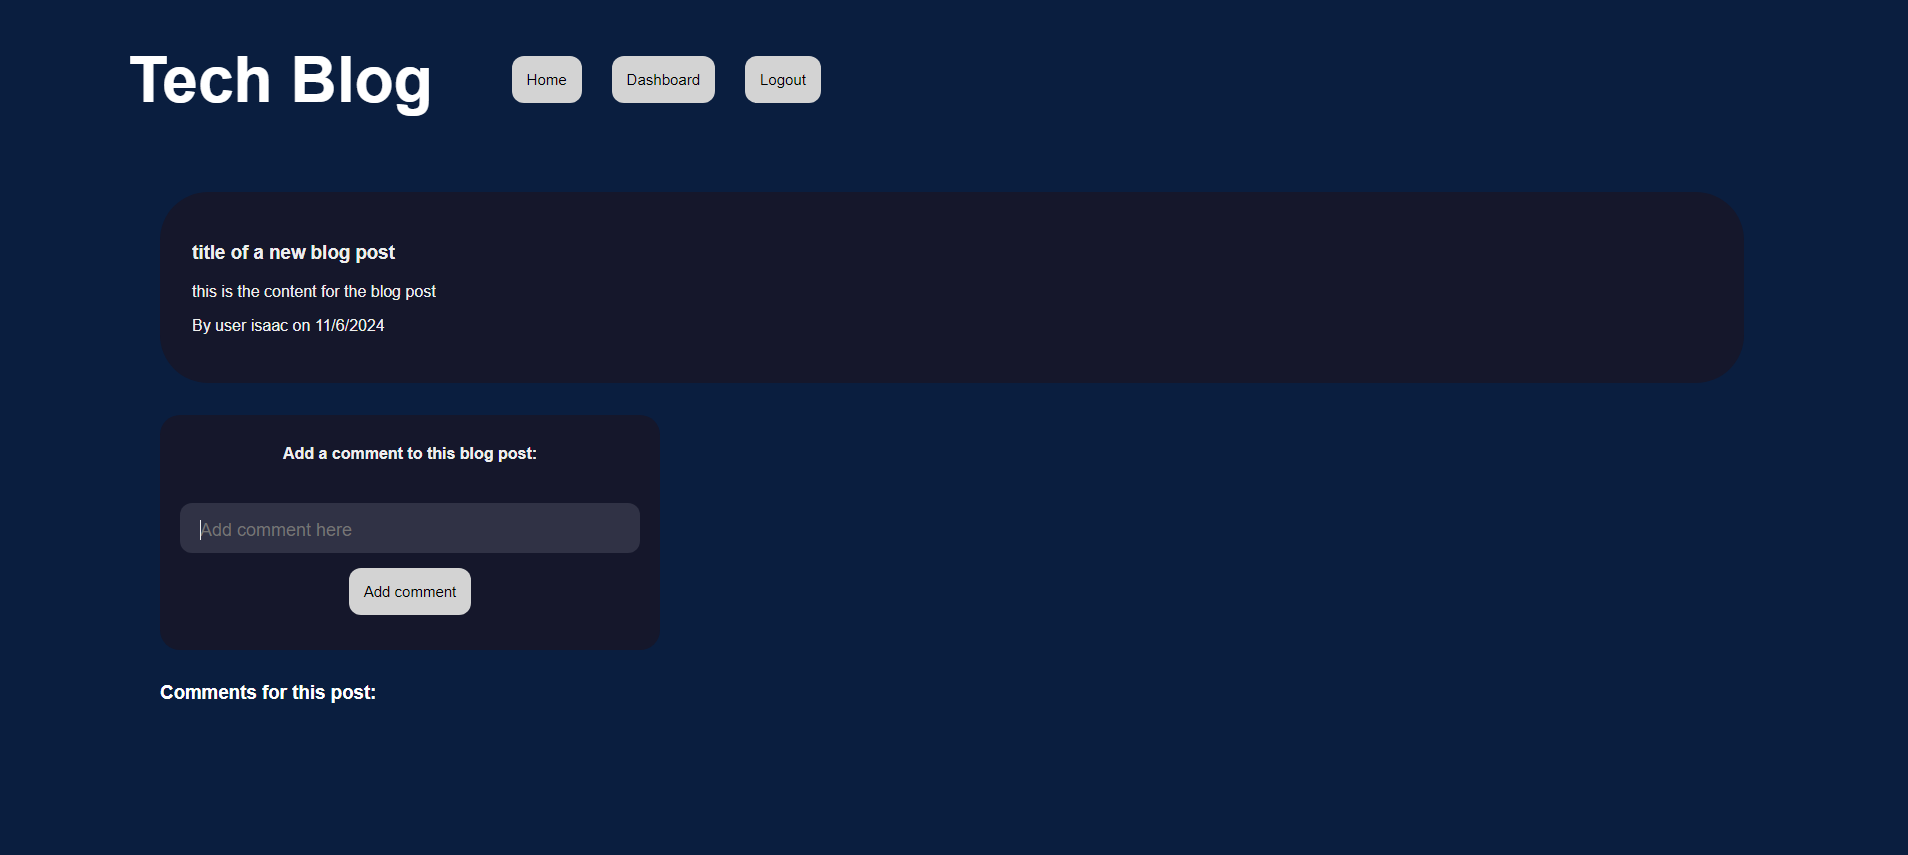 Tech Blog
Home
Dashboard
Logout
title of a new blog post
this is the content for the blog post
By user isaac on 11/6/2024
Add a comment to this blog post:
Add comment here
Add comment
Comments for this post: